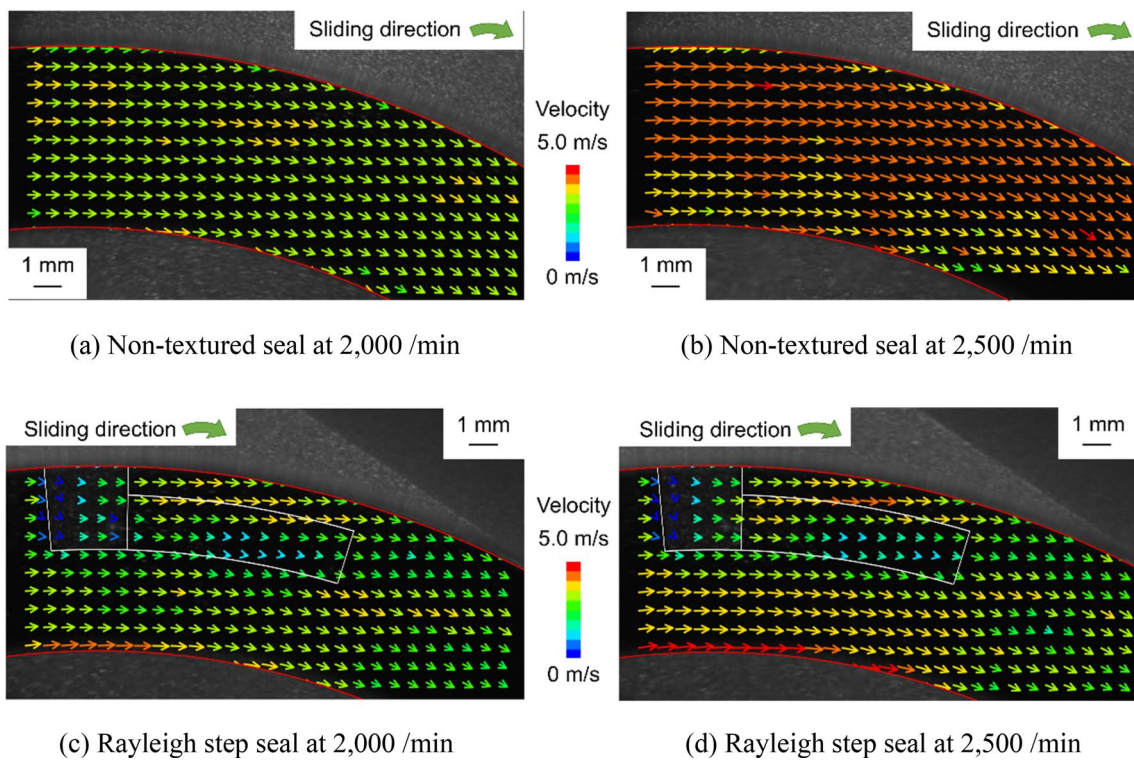 Sliding direction
Sliding direction
Velocity
5.0 m/s
0 m/s
1 mm
1 mm
(a) Non-textured seal at 2,000 /min
(b) Non-textured seal at 2,500 /min
Sliding direction
1 mm
Sliding direction
1 mm
Velocity
5.0 m/s
0 m/s
(c) Rayleigh step seal at 2,000 /min
(d) Rayleigh step seal at 2,500 /min